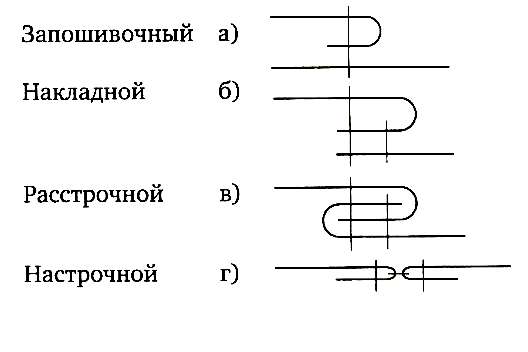 Запошивочный а)
Накладной б)
Расстрочной в)
Настрочной г)